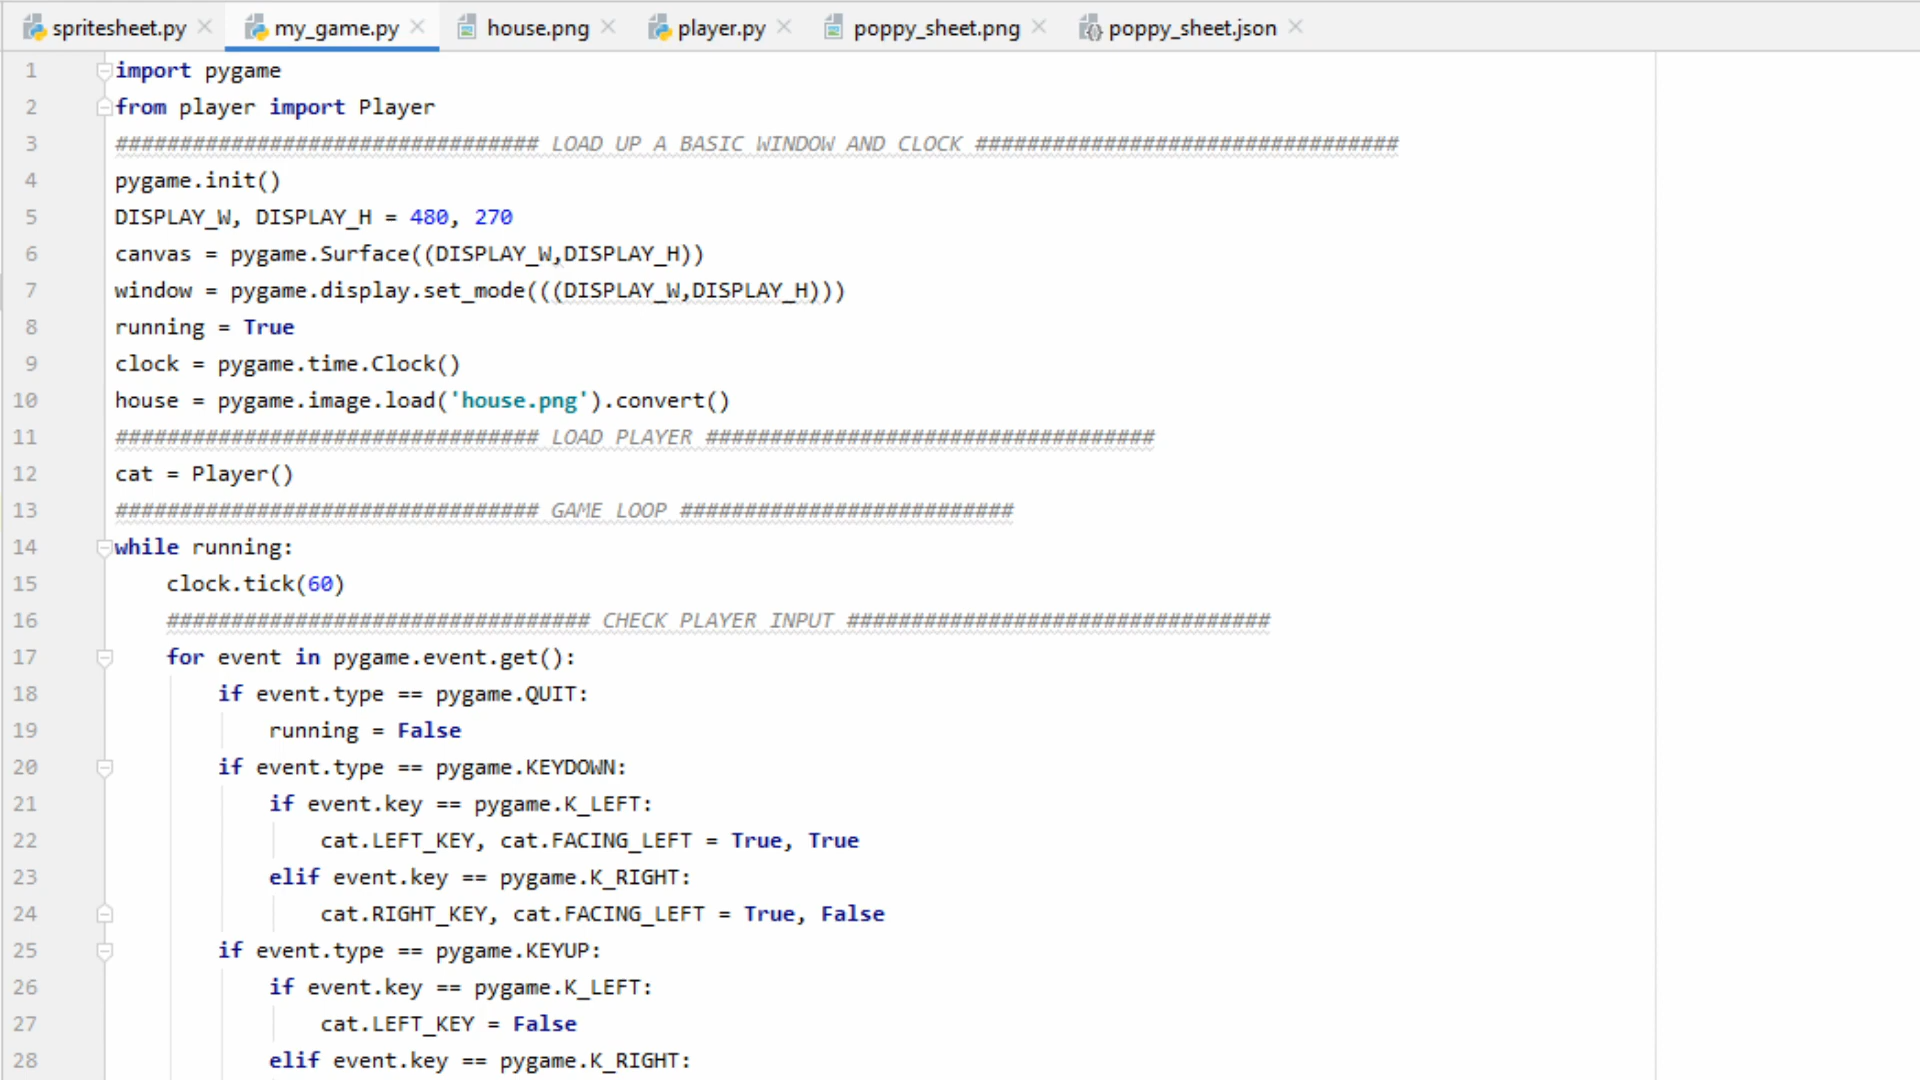 spritesheet.py my_game.py house.png player.py poppy_sheet.png poppy_sheet.json
1 import pygame
2 from player import Player
3 ################################# LOAD UP A BASIC WINDOW AND CLOCK #################################
4 pygame.init()
5 DISPLAY_W, DISPLAY_H = 480, 270
6 canvas = pygame.Surface((DISPLAY_W,DISPLAY_H))
7 window = pygame.display.set_mode(((DISPLAY_W,DISPLAY_H)))
8 running = True
9 clock = pygame.time.Clock()
10 house = pygame.image.load('house.png').convert()
11 ################################# LOAD PLAYER ###################################
12 cat = Player()
13 ################################# GAME LOOP ##########################
14 while running:
15     clock.tick(60)
16     ################################# CHECK PLAYER INPUT #################################
17     for event in pygame.event.get():
18         if event.type == pygame.QUIT:
19             running = False
20         if event.type == pygame.KEYDOWN:
21             if event.key == pygame.K_LEFT:
22                 cat.LEFT_KEY, cat.FACING_LEFT = True, True
23             elif event.key == pygame.K_RIGHT:
24                 cat.RIGHT_KEY, cat.FACING_LEFT = True, False
25         if event.type == pygame.KEYUP:
26             if event.key == pygame.K_LEFT:
27                 cat.LEFT_KEY = False
28             elif event.key == pygame.K_RIGHT: